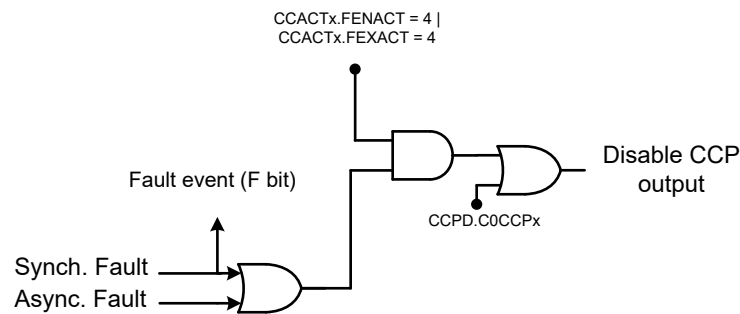 CCACTx.FENACT = 4 |
CCACTx.FEXACT = 4
Disable CCP
output
Fault event (F bit)
CCPD.C0CCPx
Synch. Fault
Async. Fault